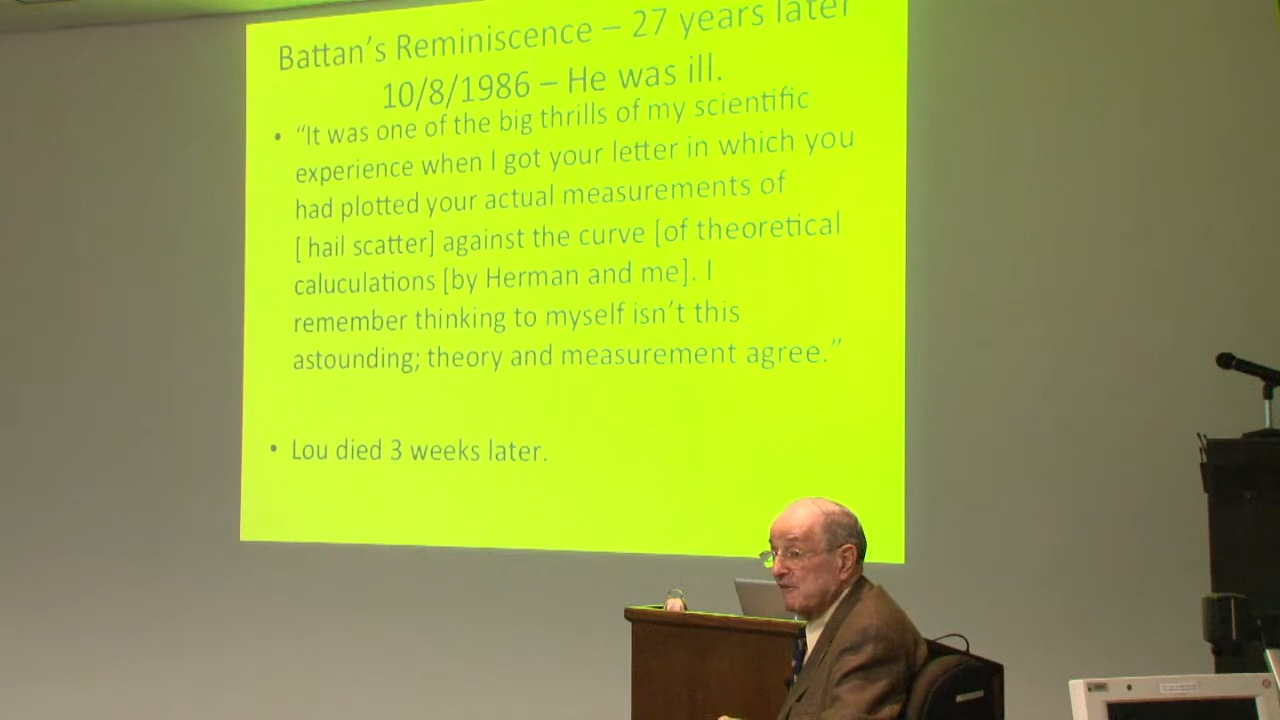 Battan's Reminiscence – 27 years later
10/8/1986 – He was ill.
• “It was one of the big thrills of my scientific
experience when I got your letter in which you
had plotted your actual measurements of
[ hail scatter] against the curve [of theoretical
caluculations [by Herman and me]. I
remember thinking to myself isn't this
astounding; theory and measurement agree.”
• Lou died 3 weeks later.